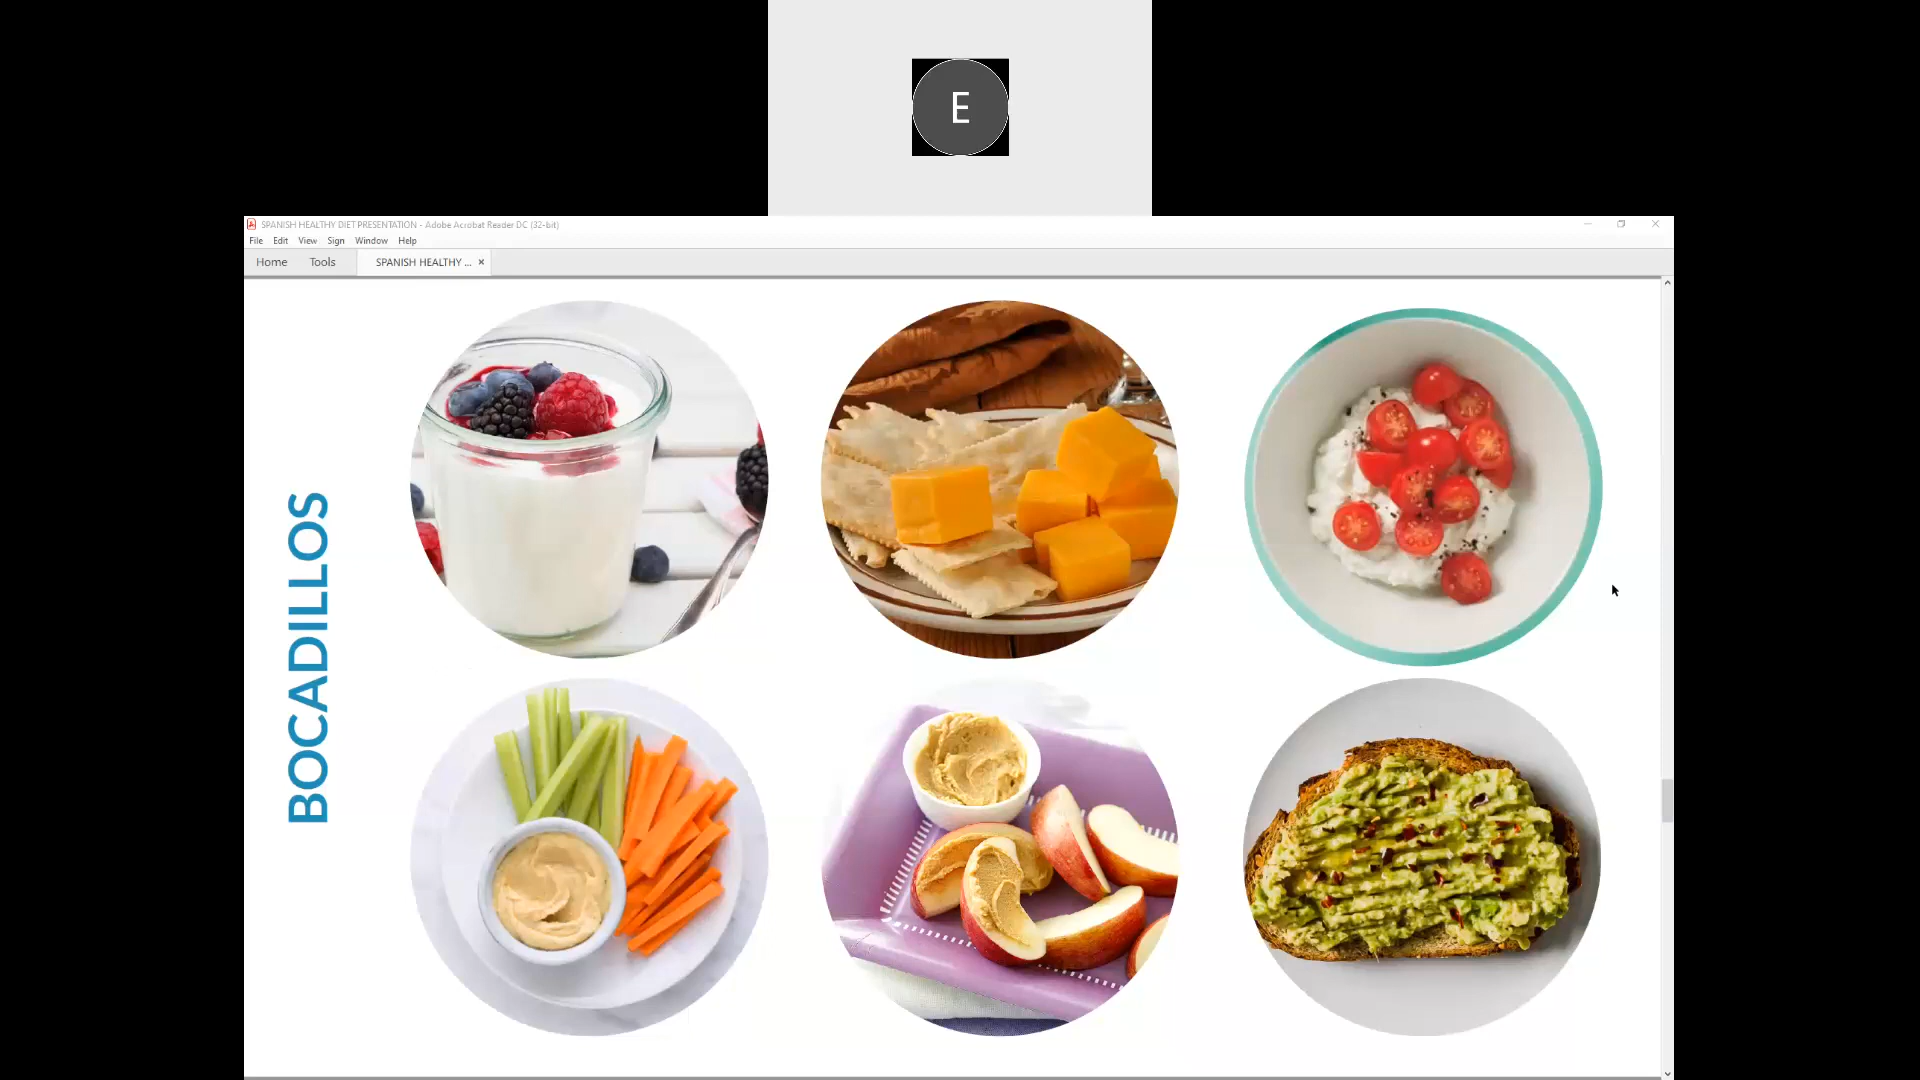 E
SPANISH HEALTHY DIET PRESENTATION - Adobe Acrobat Reader DC (32-bit)
File Edit View Sign Window Help
Home Tools SPANISH HEALTHY ... ×
BOCADILLOS